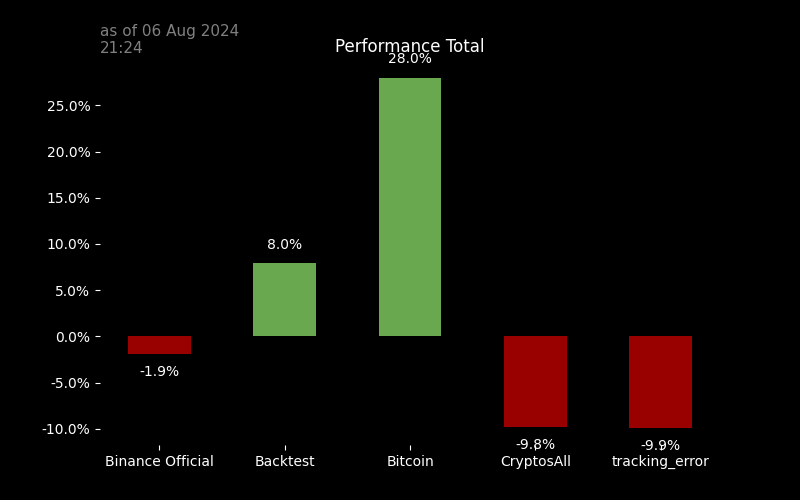 as of 06 Aug 2024
21:24
Performance Total
28.0%
25.0%
20.0%
15.0%
10.0%
8.0%
5.0%
0.0%
-1.9%
-5.0%
-10.0%
-9.8%
-9.9%
Binance Official
Backtest
Bitcoin
CryptosAll
tracking_error